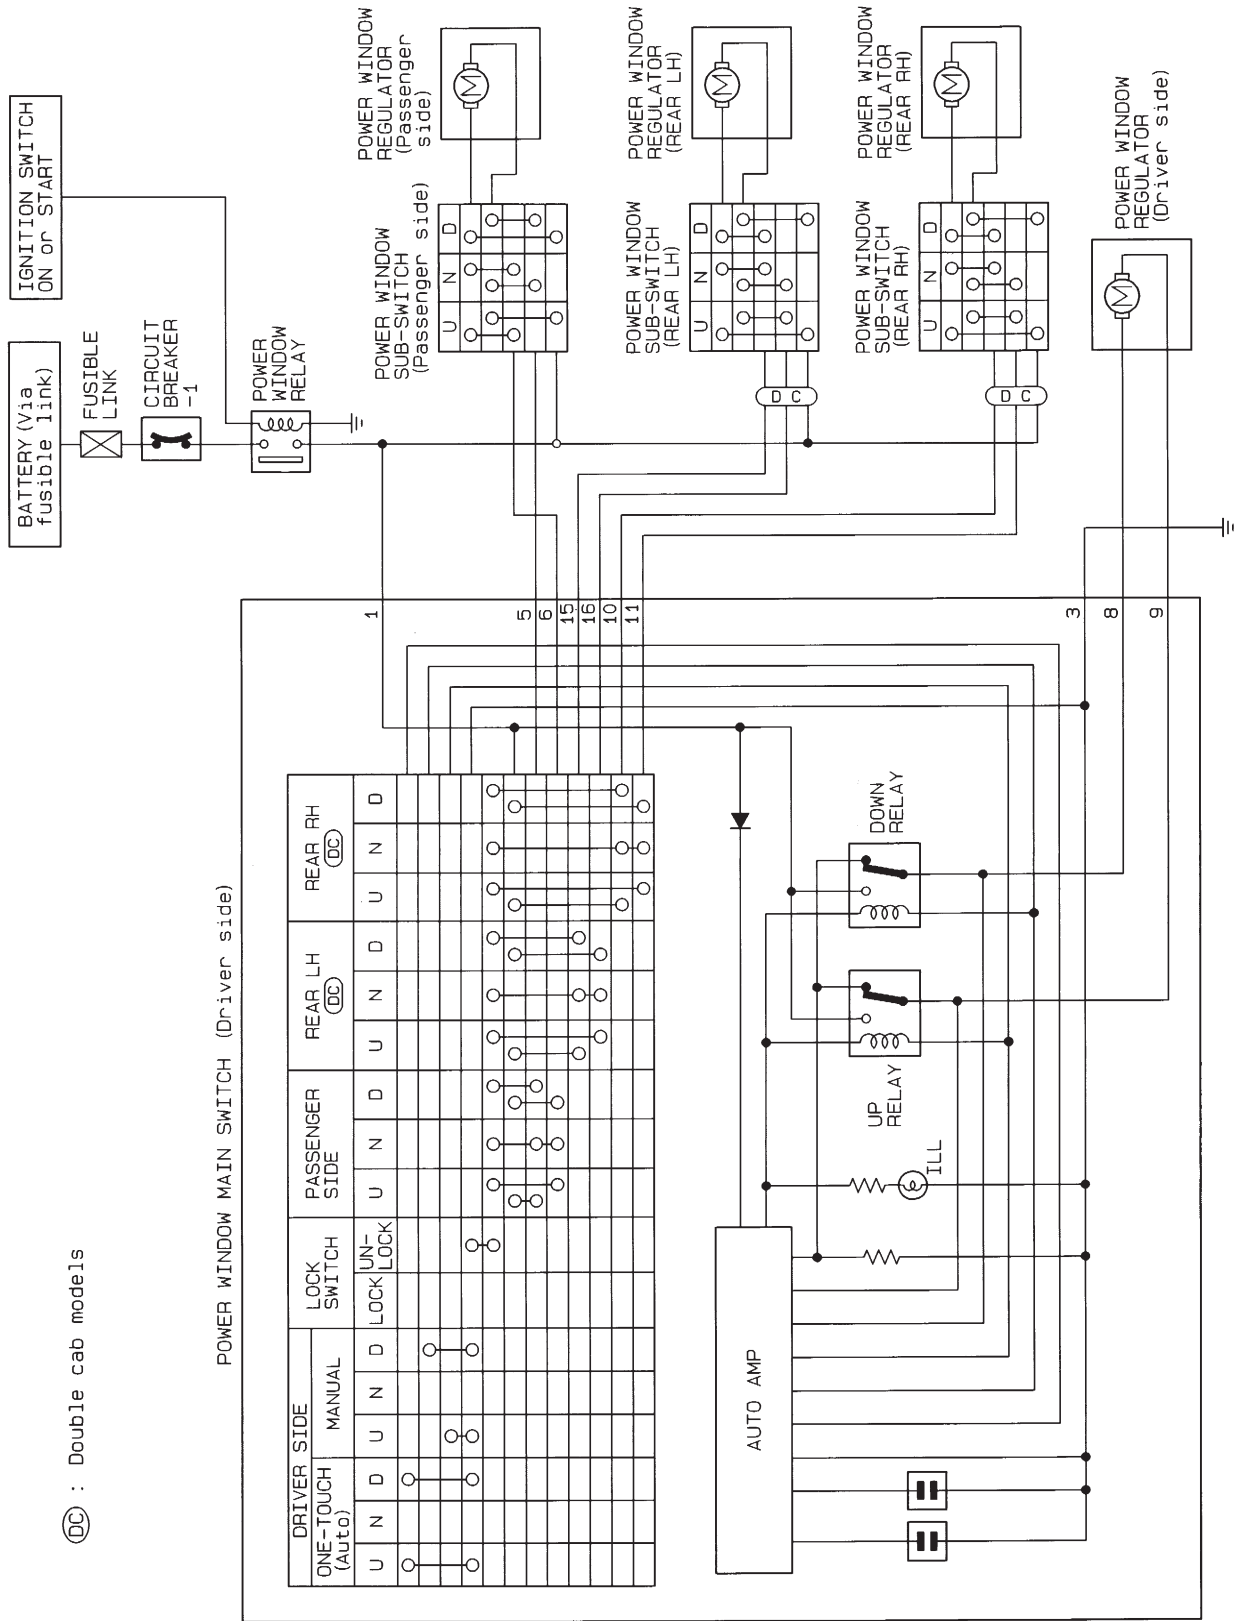 BATTERY (Via
fusible link)
IGNITION SWITCH
ON or START
FUSIBLE
LINK
CIRCUIT
BREAKER
-1
POWER
WINDOW
RELAY
POWER WINDOW
REGULATOR
(Passenger
side)
M
POWER WINDOW
SUB-SWITCH
(Passenger side)
U N D
POWER WINDOW
REGULATOR
(REAR LH)
M
POWER WINDOW
SUB-SWITCH
(REAR LH)
U N D
D C
POWER WINDOW
REGULATOR
(REAR RH)
M
POWER WINDOW
SUB-SWITCH
(REAR RH)
U N D
D C
POWER WINDOW
REGULATOR
(Driver side)
M
1
5
6
15
16
10
11
3
8
9
DC : Double cab models
POWER WINDOW MAIN SWITCH (Driver side)
DRIVER SIDE
ONE-TOUCH
(Auto)
MANUAL
LOCK
SWITCH
PASSENGER
SIDE
REAR LH
DC
REAR RH
DC
U N D U N D LOCK UN-
LOCK U N D U N D U N D
AUTO AMP
ILL
UP
RELAY
DOWN
RELAY